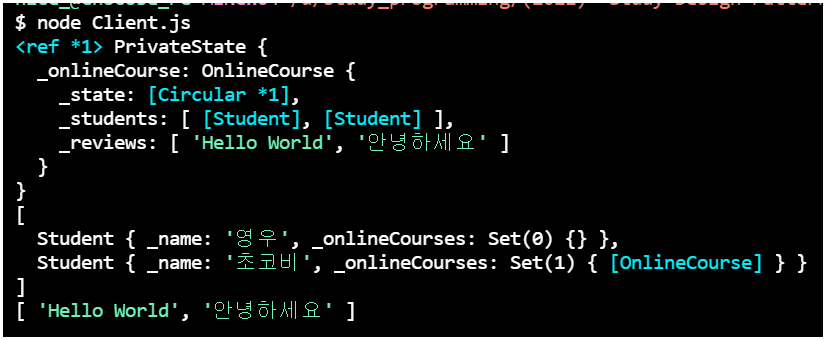 $ node Client.js
<ref *1> PrivateState {
  _onlineCourse: OnlineCourse {
    _state: [Circular *1],
    _students: [ [Student], [Student] ],
    _reviews: [ 'Hello World', '안녕하세요' ]
  }
}
[
  Student { _name: '영우', _onlineCourses: Set(0) {} },
  Student { _name: '초코비', _onlineCourses: Set(1) { [OnlineCourse] } }
]
[ 'Hello World', '안녕하세요' ]